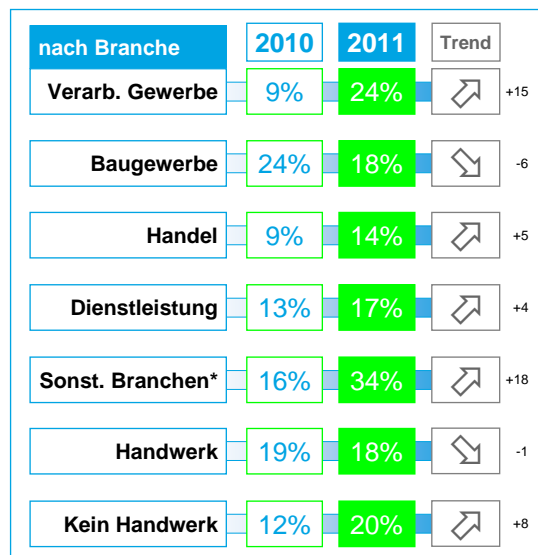 nach Branche 2010 2011 Trend
Verarb. Gewerbe 9% 24% +15
Baugewerbe 24% 18% -6
Handel 9% 14% +5
Dienstleistung 13% 17% +4
Sonst. Branchen* 16% 34% +18
Handwerk 19% 18% -1
Kein Handwerk 12% 20% +8